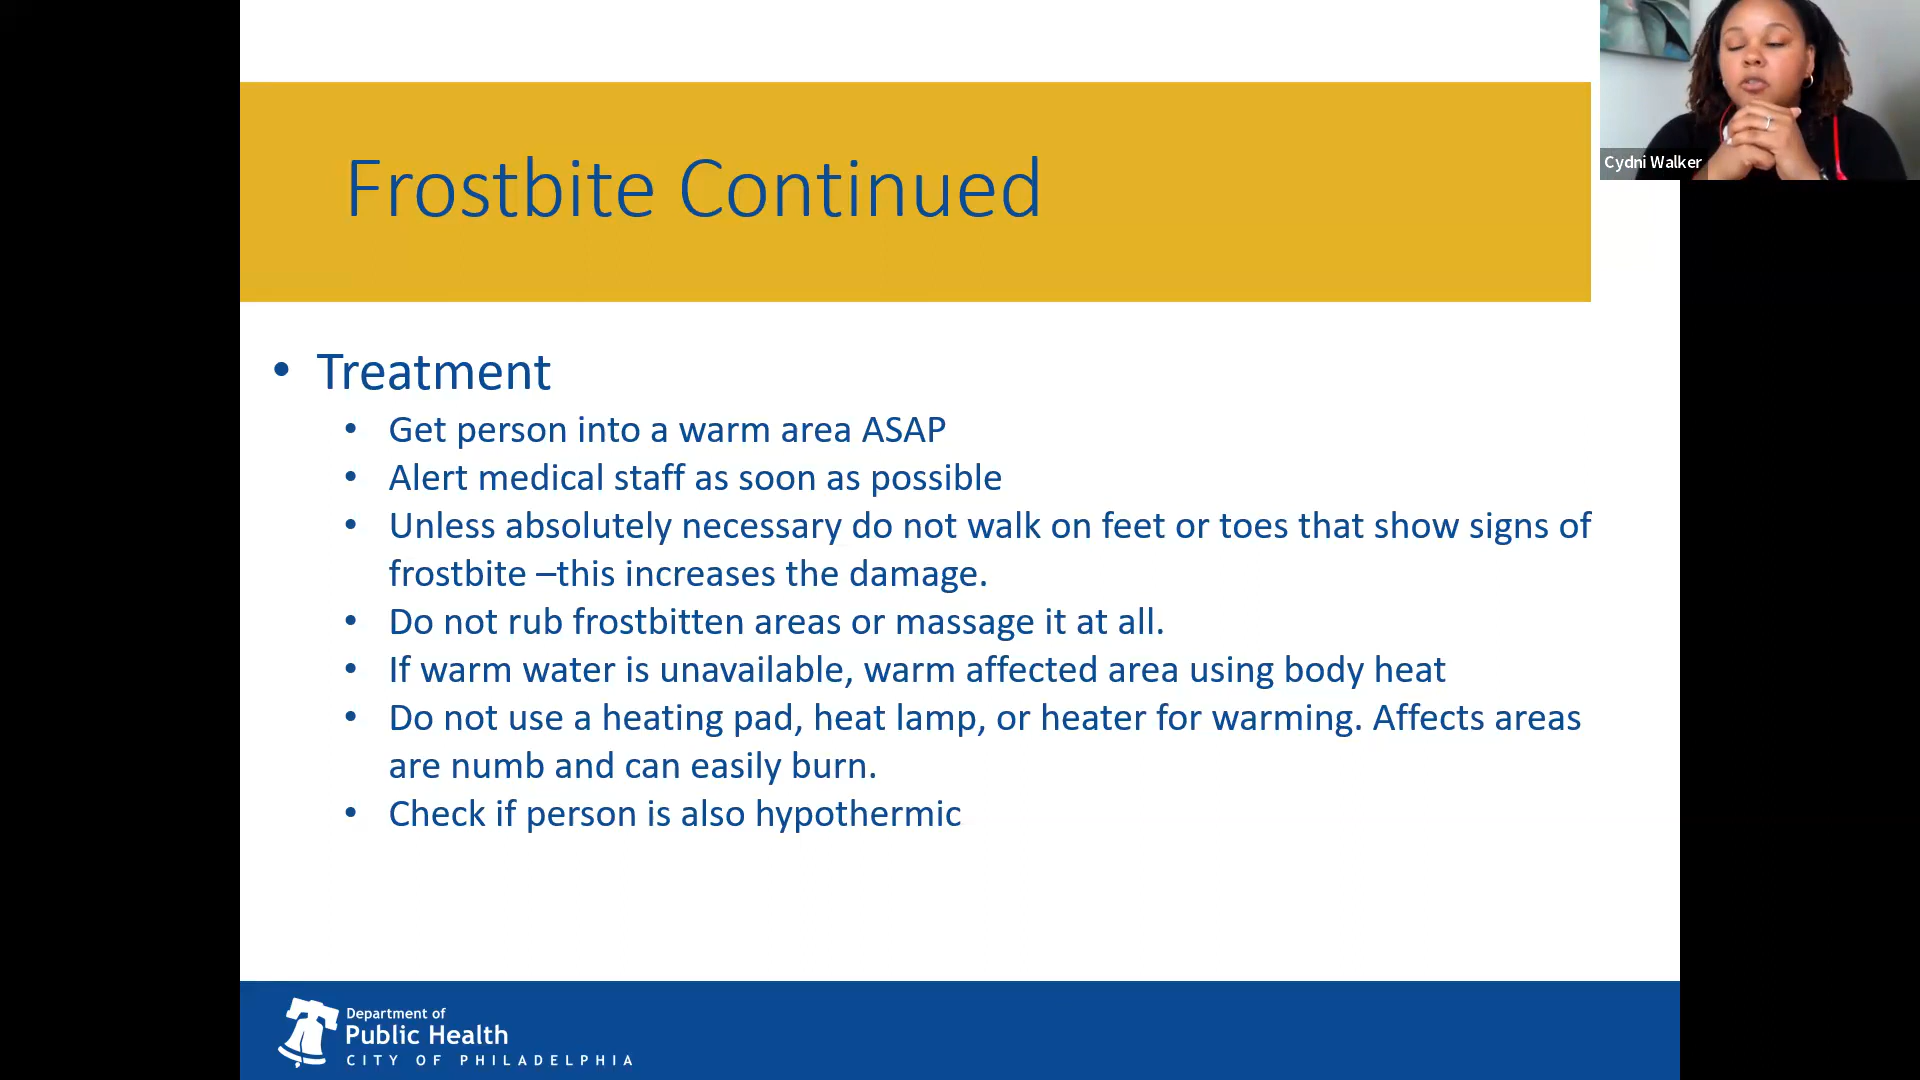 Frostbite Continued
Cydni Walker
• Treatment
• Get person into a warm area ASAP
• Alert medical staff as soon as possible
• Unless absolutely necessary do not walk on feet or toes that show signs of
frostbite –this increases the damage.
• Do not rub frostbitten areas or massage it at all.
• If warm water is unavailable, warm affected area using body heat
• Do not use a heating pad, heat lamp, or heater for warming. Affects areas
are numb and can easily burn.
• Check if person is also hypothermic
Department of
Public Health
CITY OF PHILADELPHIA